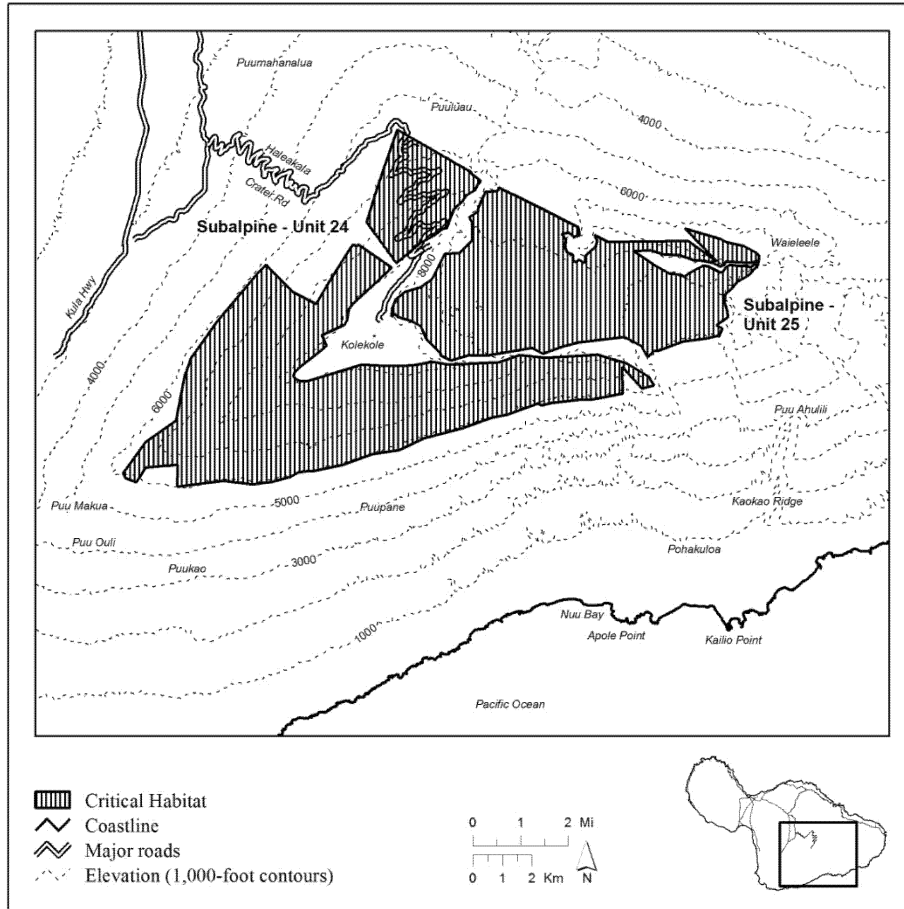 Puumahanalua
Puuluau
4000
Haleakala
Crater Rd
6000
Subalpine - Unit 24
Waieleele
8000
Kula Hwy
Subalpine -
Unit 25
Kolekole
4000
6000
Puu Ahulili
Puu Makua
5000
Puupane
Kaokao Ridge
Puu Ouli
Pohakuloa
Puukao
3000
Nuu Bay
1000
Apole Point
Kailio Point
Pacific Ocean
Critical Habitat
Coastline
Major roads
Elevation (1,000-foot contours)
0 1 2 Mi
0 1 2 Km
N